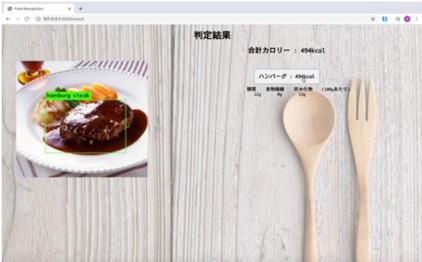 Food Recognition
127.0.0.1:5000/result
判定結果
合計カロリー : 494kcal
hamburg steak
ハンバーグ : 494kcal
糖質 食物繊維 炭水化物 (100gあたり)
12g 0g 13g